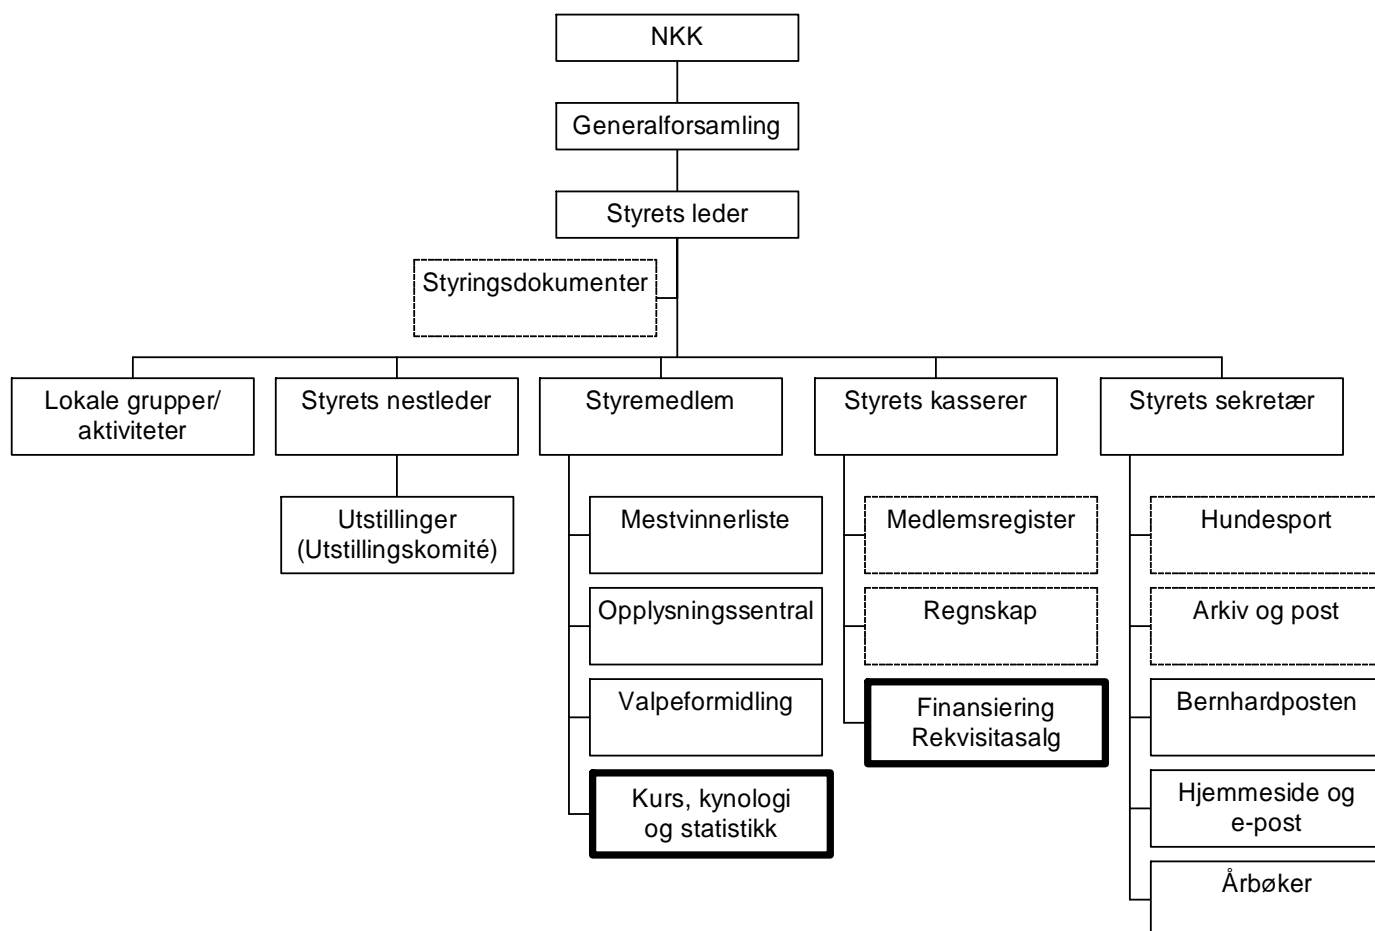 NKK
Generalforsamling
Styrets leder
Styringsdokumenter
Lokale grupper/
aktiviteter
Styrets nestleder
Styremedlem
Styrets kasserer
Styrets sekretær
Utstillinger
(Utstillingskomité)
Mestvinnerliste
Opplysningssentral
Valpeformidling
Kurs, kynologi
og statistikk
Medlemsregister
Regnskap
Finansiering
Rekvisitasalg
Hundesport
Arkiv og post
Bernhardposten
Hjemmeside og
e-post
Årbøker